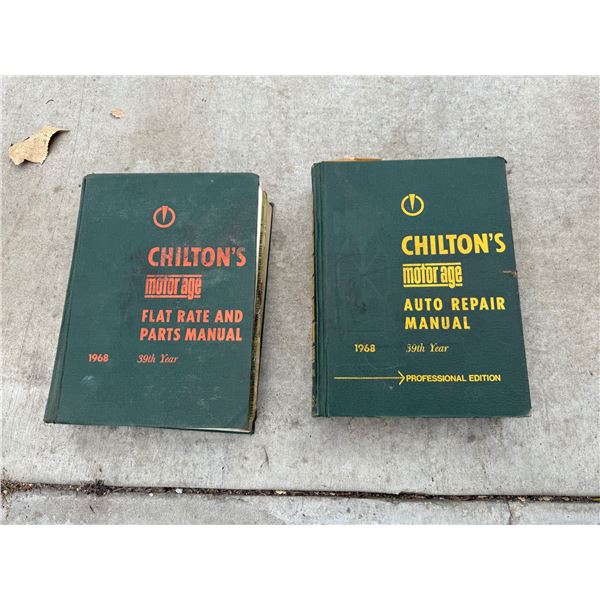 CHILTON'S
motor age
FLAT RATE AND
PARTS MANUAL
1968 39th Year
CHILTON'S
motor age
AUTO REPAIR
MANUAL
1968 39th Year
PROFESSIONAL EDITION